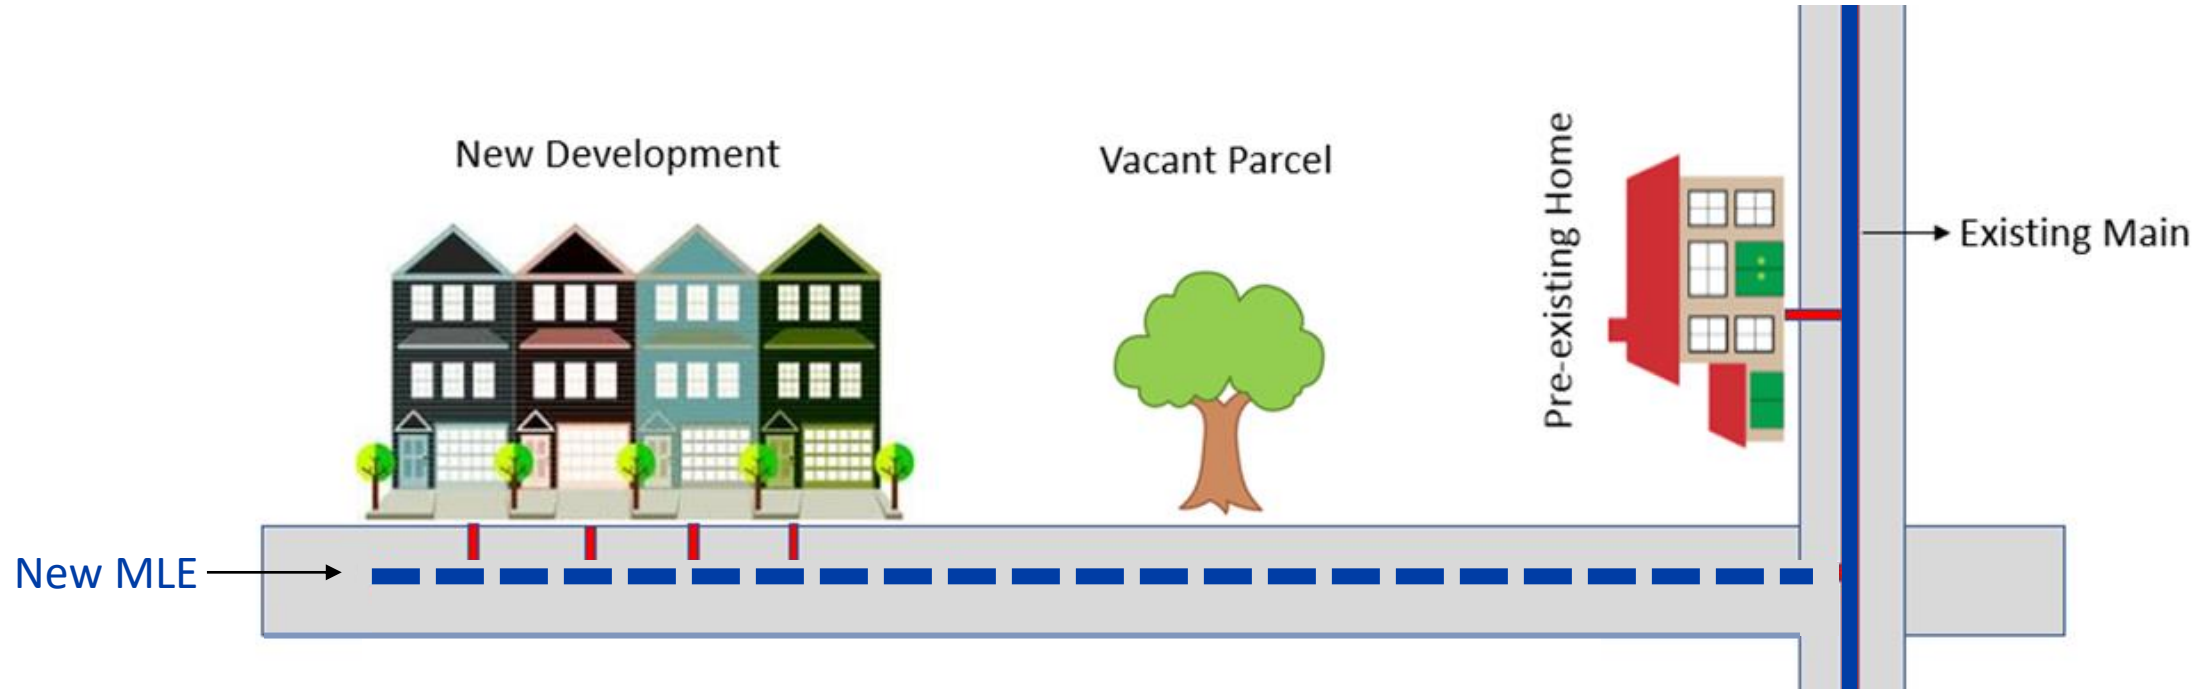 New Development
Vacant Parcel
Pre-existing Home
Existing Main
New MLE